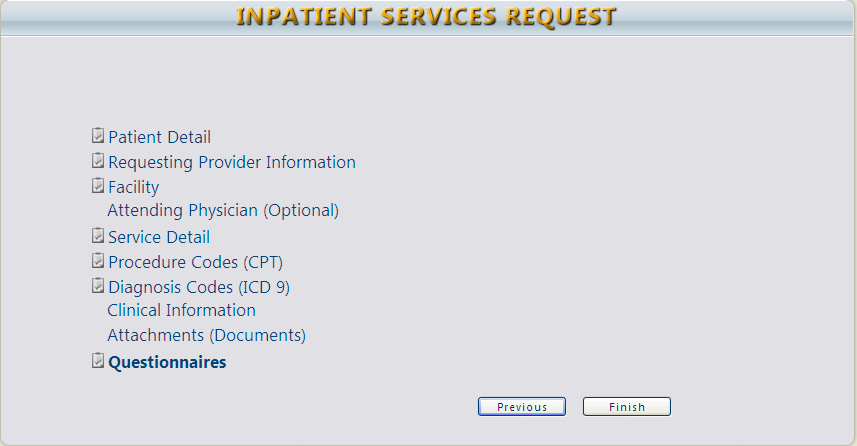 INPATIENT SERVICES REQUEST
Patient Detail
Requesting Provider Information
Facility
Attending Physician (Optional)
Service Detail
Procedure Codes (CPT)
Diagnosis Codes (ICD 9)
Clinical Information
Attachments (Documents)
Questionnaires
Previous Finish